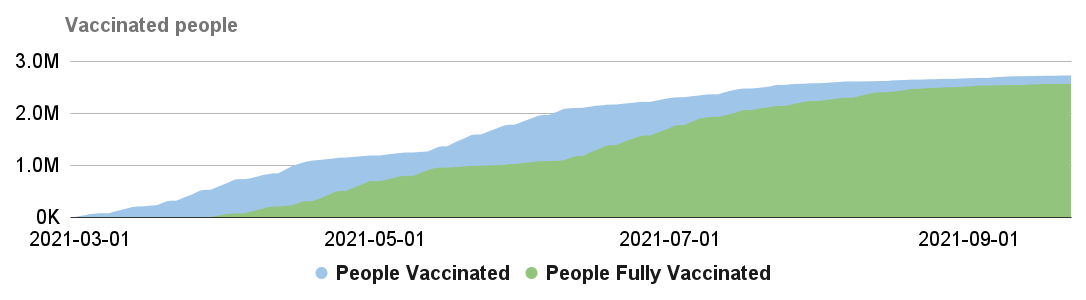 Vaccinated people
3.0M
2.0M
1.0M
0K
2021-03-01 2021-05-01 2021-07-01 2021-09-01
People Vaccinated People Fully Vaccinated